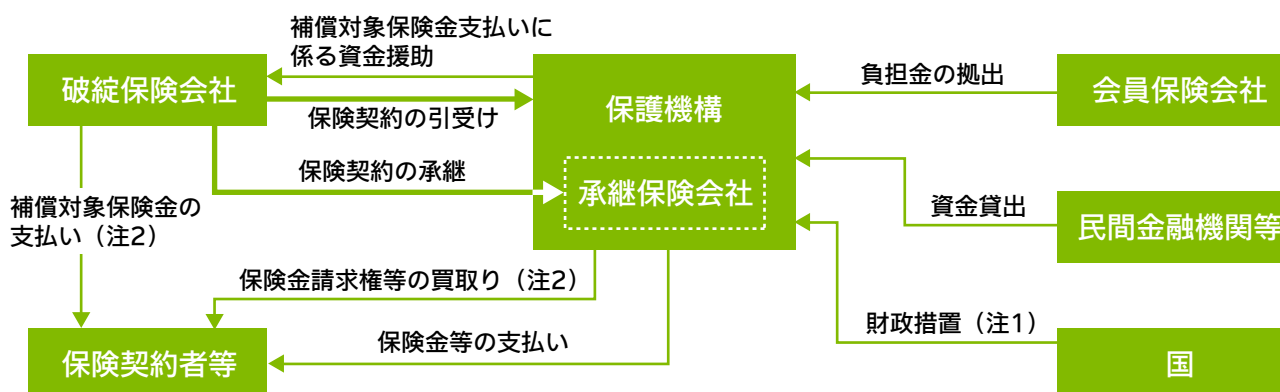 補償対象保険金支払いに
係る資金援助
破綻保険会社
保険契約の引受け
保護機構
負担金の拠出
会員保険会社
保険契約の承継
承継保険会社
資金貸出
民間金融機関等
補償対象保険金の
支払い（注2）
保険金請求権等の買取り（注2）
財政措置（注1）
保険契約者等
保険金等の支払い
国